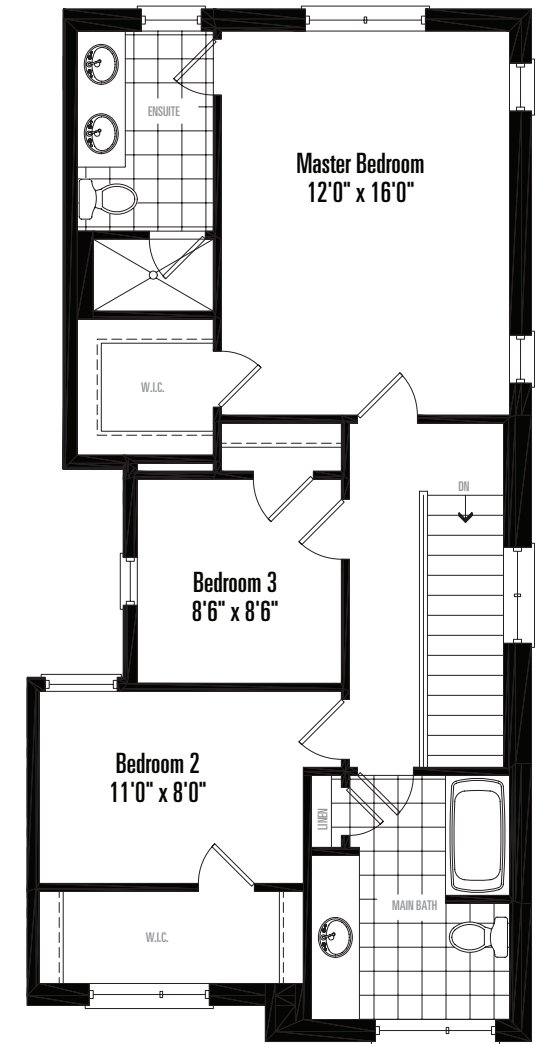 ENSUITE
Master Bedroom
12'0" x 16'0"
W.I.C.
DN
Bedroom 3
8'6" x 8'6"
Bedroom 2
11'0" x 8'0"
LINEN
MAIN BATH
W.I.C.